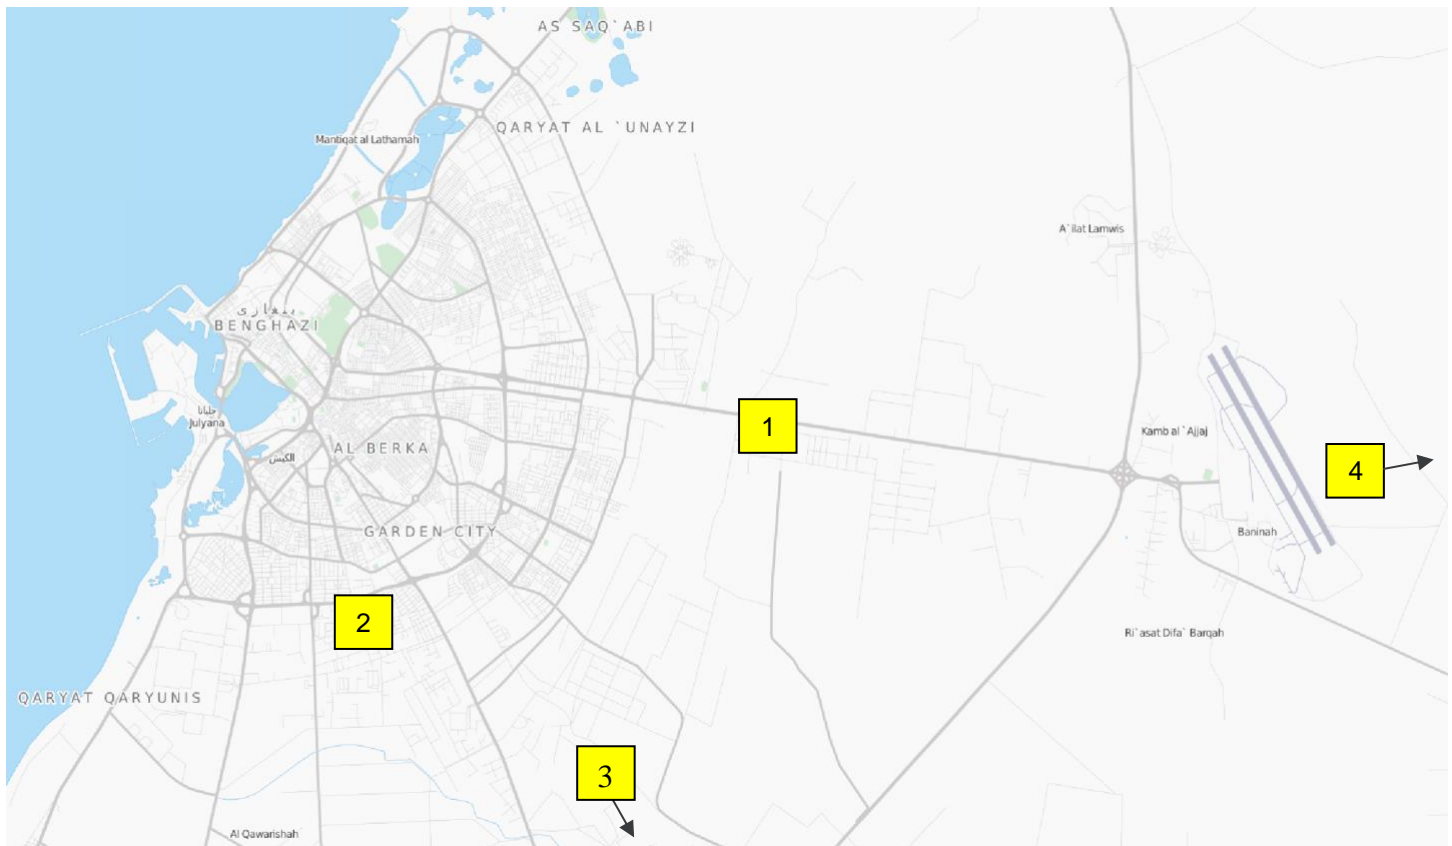 AS SAQ`ABI
QARYAT AL `UNAYZI
Mantiqat al Lathamah
A`ilat Lamwis
بنغازي
BENGHAZI
جليانا
Julyana
1
Kamb al `Ajjaj
AL BERKA
الكيش
4
GARDEN CITY
Baninah
2
Ri`asat Difa` Barqah
QARYAT QARYUNIS
3
Al Qawarishah